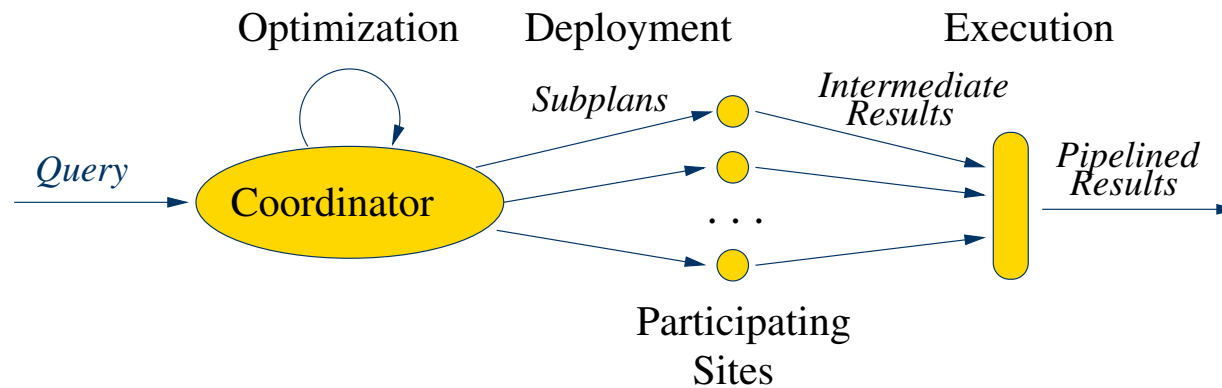 Optimization
Deployment
Execution
Subplans
Intermediate
Results
Query
Coordinator
Pipelined
Results
. . .
Participating
Sites